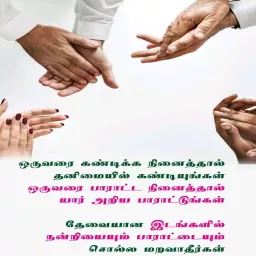 ஒருவரை கண்டிக்க நினைத்தால்
தனிமையில் கண்டியுங்கள்
ஒருவரை பாராட்ட நினைத்தால்
யார் அறிய பாராட்டுங்கள்
தேவையான இடங்களில்
நன்றியையும் பாராட்டையும்
சொல்ல மறவாதீர்கள்